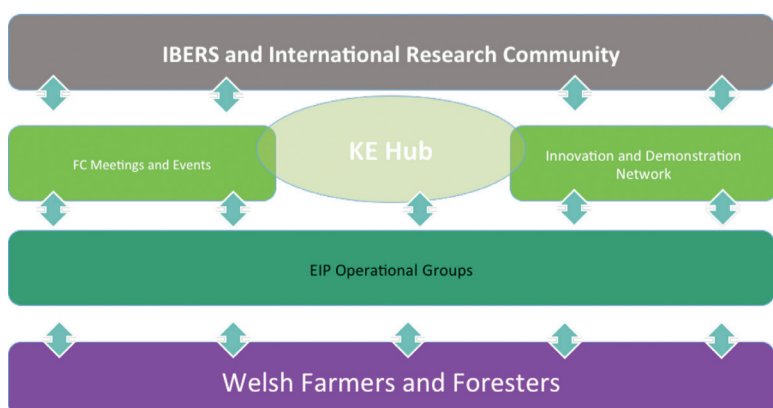 IBERS and International Research Community
KE Hub
FC Meetings and Events
Innovation and Demonstration
Network
EIP Operational Groups
Welsh Farmers and Foresters